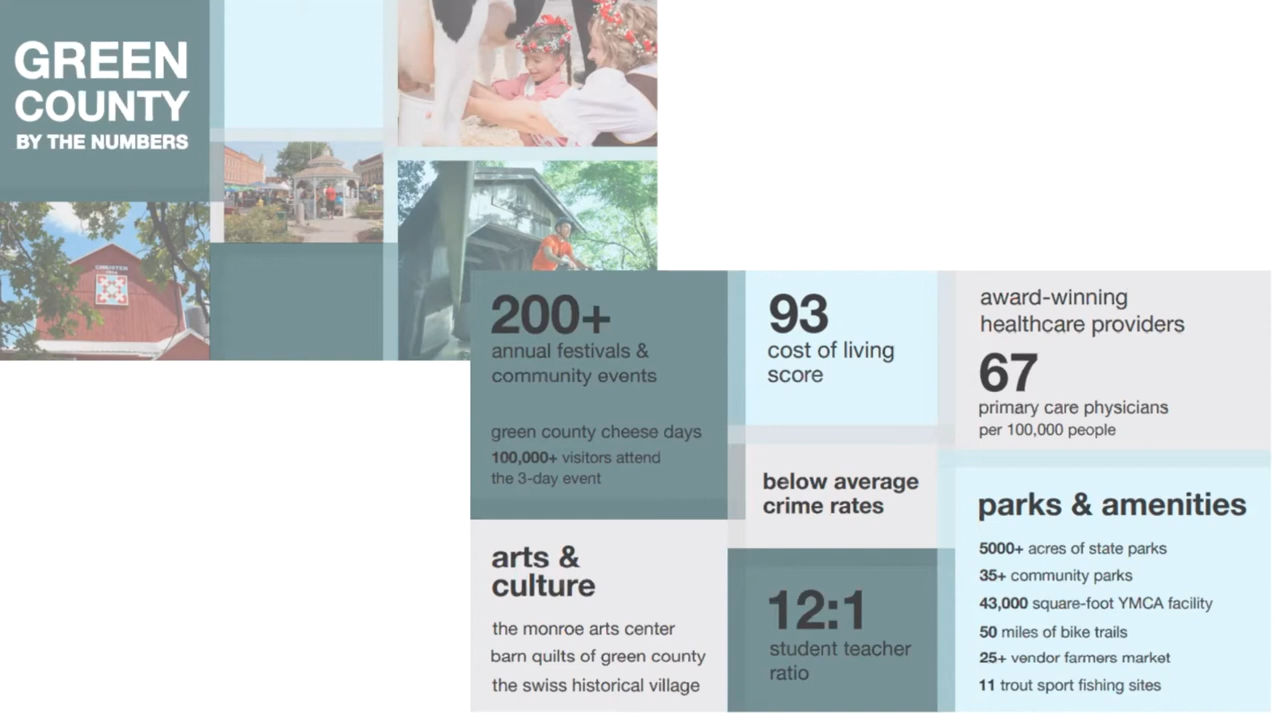 GREEN
COUNTY
BY THE NUMBERS
200+
annual festivals &
community events
green county cheese days
100,000+ visitors attend
the 3-day event
arts &
culture
the monroe arts center
barn quilts of green county
the swiss historical village
93
cost of living
score
below average
crime rates
12:1
student teacher
ratio
award-winning
healthcare providers
67
primary care physicians
per 100,000 people
parks & amenities
5000+ acres of state parks
35+ community parks
43,000 square-foot YMCA facility
50 miles of bike trails
25+ vendor farmers market
11 trout sport fishing sites